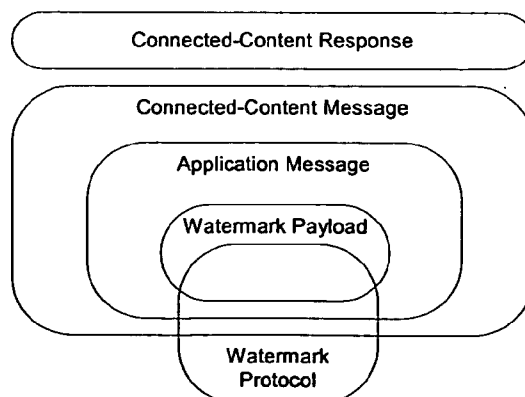 Connected-Content Response
Connected-Content Message
Application Message
Watermark Payload
Watermark
Protocol